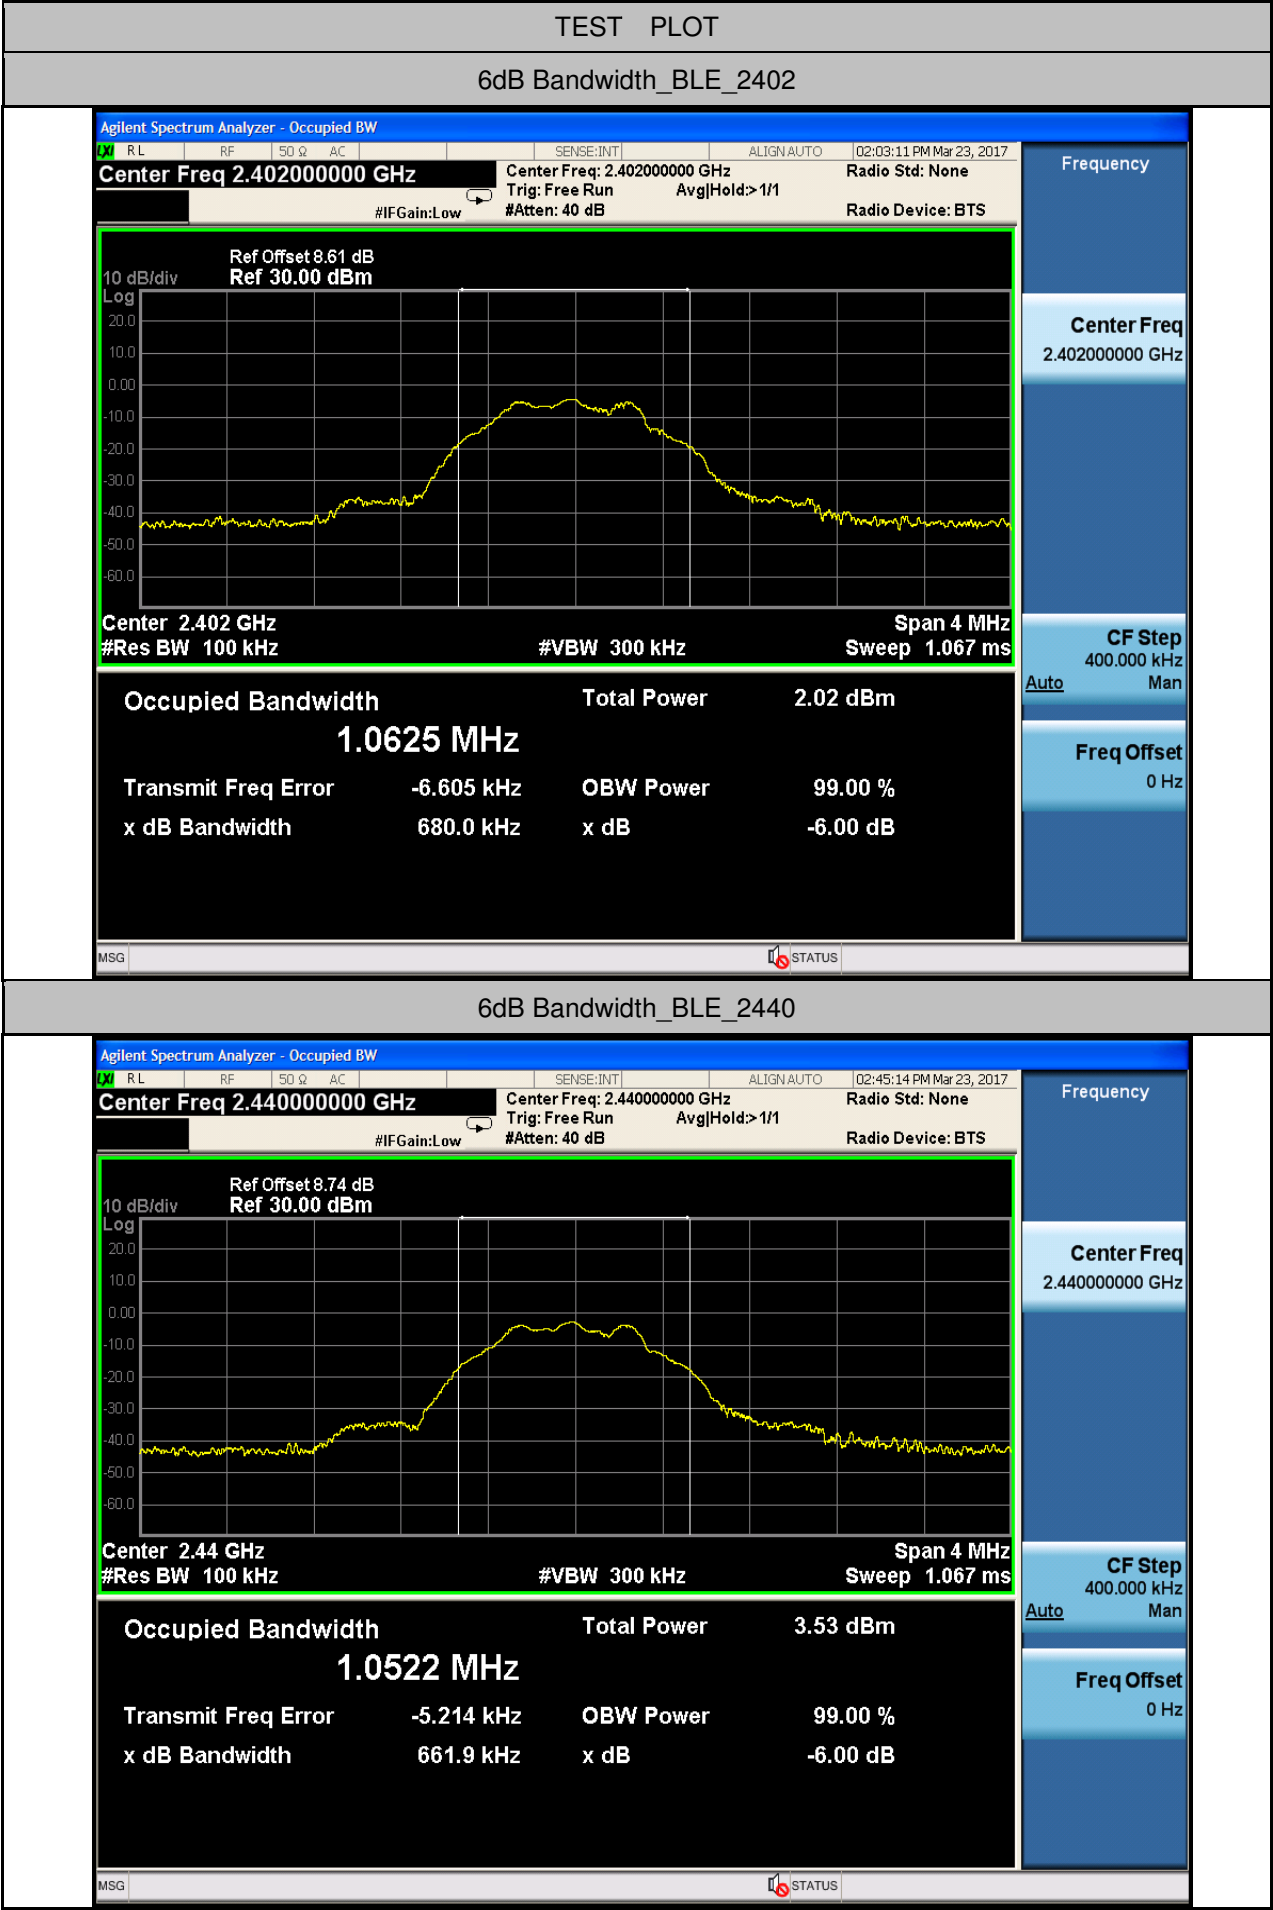 TEST PLOT
6dB Bandwidth_BLE_2402
Agilent Spectrum Analyzer - Occupied BW
LXI RL RF 50 Ω AC SENSE:INT ALIGN AUTO 02:03:11 PM Mar 23, 2017
Center Freq 2.402000000 GHz
Center Freq: 2.402000000 GHz
Radio Std: None
Trig: Free Run Avg|Hold:>1/1
#IFGain:Low
#Atten: 40 dB
Radio Device: BTS
Frequency
Ref Offset 8.61 dB
10 dB/div Ref 30.00 dBm
Log
20.0
10.0
0.00
-10.0
-20.0
-30.0
-40.0
-50.0
-60.0
Center 2.402 GHz Span 4 MHz
#Res BW 100 kHz #VBW 300 kHz Sweep 1.067 ms
Center Freq
2.402000000 GHz
CF Step
400.000 kHz
Auto Man
Freq Offset
0 Hz
Occupied Bandwidth Total Power 2.02 dBm
1.0625 MHz
Transmit Freq Error -6.605 kHz OBW Power 99.00 %
x dB Bandwidth 680.0 kHz x dB -6.00 dB
MSG STATUS
6dB Bandwidth_BLE_2440
Agilent Spectrum Analyzer - Occupied BW
LXI RL RF 50 Ω AC SENSE:INT ALIGN AUTO 02:45:14 PM Mar 23, 2017
Center Freq 2.440000000 GHz
Center Freq: 2.440000000 GHz
Radio Std: None
Trig: Free Run Avg|Hold:>1/1
#IFGain:Low
#Atten: 40 dB
Radio Device: BTS
Frequency
Ref Offset 8.74 dB
10 dB/div Ref 30.00 dBm
Log
20.0
10.0
0.00
-10.0
-20.0
-30.0
-40.0
-50.0
-60.0
Center 2.44 GHz Span 4 MHz
#Res BW 100 kHz #VBW 300 kHz Sweep 1.067 ms
Center Freq
2.440000000 GHz
CF Step
400.000 kHz
Auto Man
Freq Offset
0 Hz
Occupied Bandwidth Total Power 3.53 dBm
1.0522 MHz
Transmit Freq Error -5.214 kHz OBW Power 99.00 %
x dB Bandwidth 661.9 kHz x dB -6.00 dB
MSG STATUS